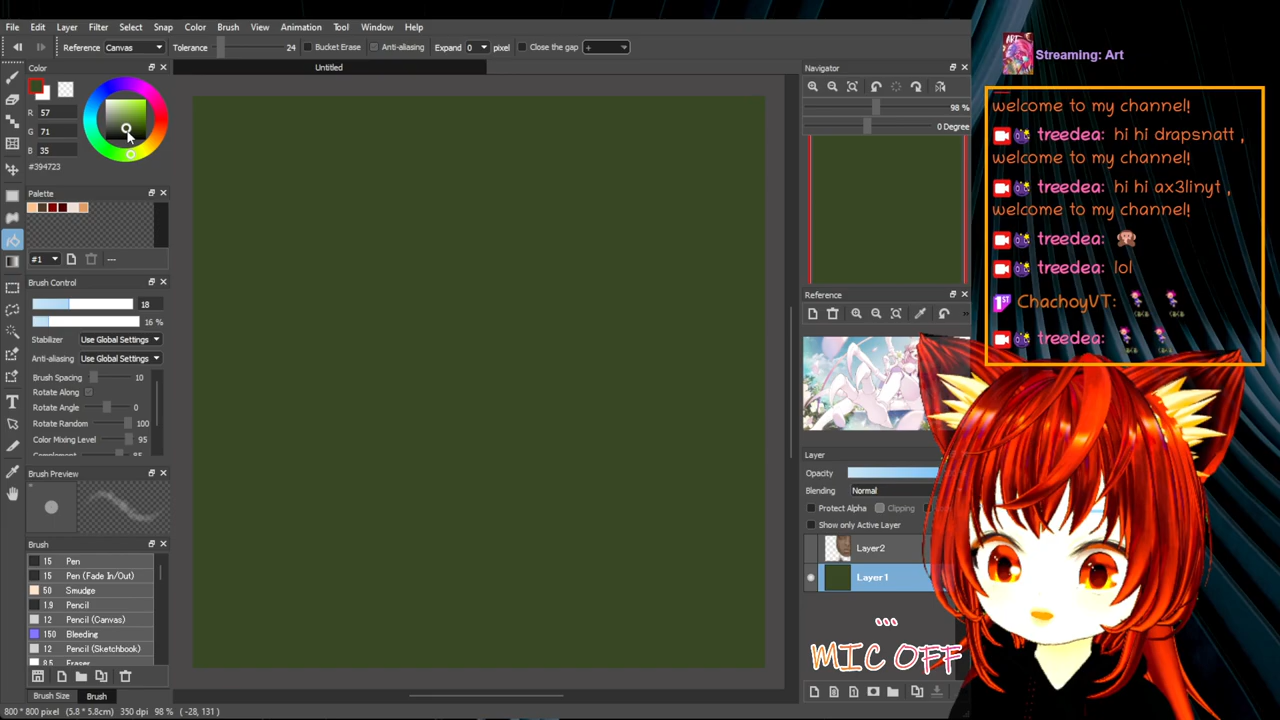 File Edit Layer Filter Select Snap Color Brush View Animation Tool Window Help
Reference Canvas Tolerance 24 Bucket Erase Anti-aliasing Expand 0 pixel Close the gap +
Color
R 57
G 71
B 35
#394723
Palette
#1 ---
Brush Control
18
16 %
Stabilizer Use Global Settings
Anti-aliasing Use Global Settings
Brush Spacing 10
Rotate Along
Rotate Angle 0
Rotate Random 100
Color Mixing Level 95
Complement
Brush Preview
Brush
15 Pen
15 Pen (Fade In/Out)
50 Smudge
1.9 Pencil
12 Pencil (Canvas)
150 Bleeding
12 Pencil (Sketchbook)
8.5 Eraser
Brush Size Brush
800 * 800 pixel (5.8 * 5.8cm) 350 dpi 98 % ( -28, 131 )
Untitled
Navigator
98 %
0 Degree
Reference
Layer
Opacity
Blending Normal
Protect Alpha Clipping
Show only Active Layer
Layer2
Layer1
ART
Streaming: Art
welcome to my channel!
treedea: hi hi drapsnatt ,
welcome to my channel!
treedea: hi hi ax3linyt ,
welcome to my channel!
treedea:
treedea: lol
1ST ChachoyVT:
treedea:
...
MIC OFF